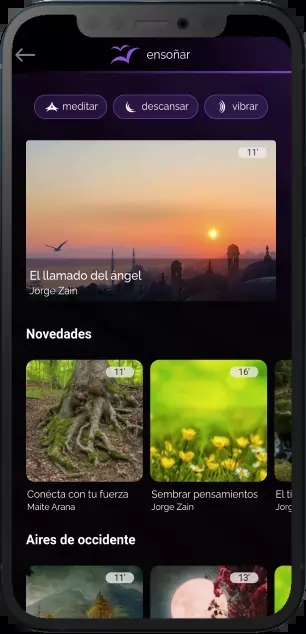 ensoñar
meditar
descansar
vibrar
11'
El llamado del ángel
Jorge Zain
Novedades
11'
16'
Conécta con tu fuerza
Maite Arana
Sembrar pensamientos
Jorge Zain
El ti
Jorg
Aires de occidente
11'
13'